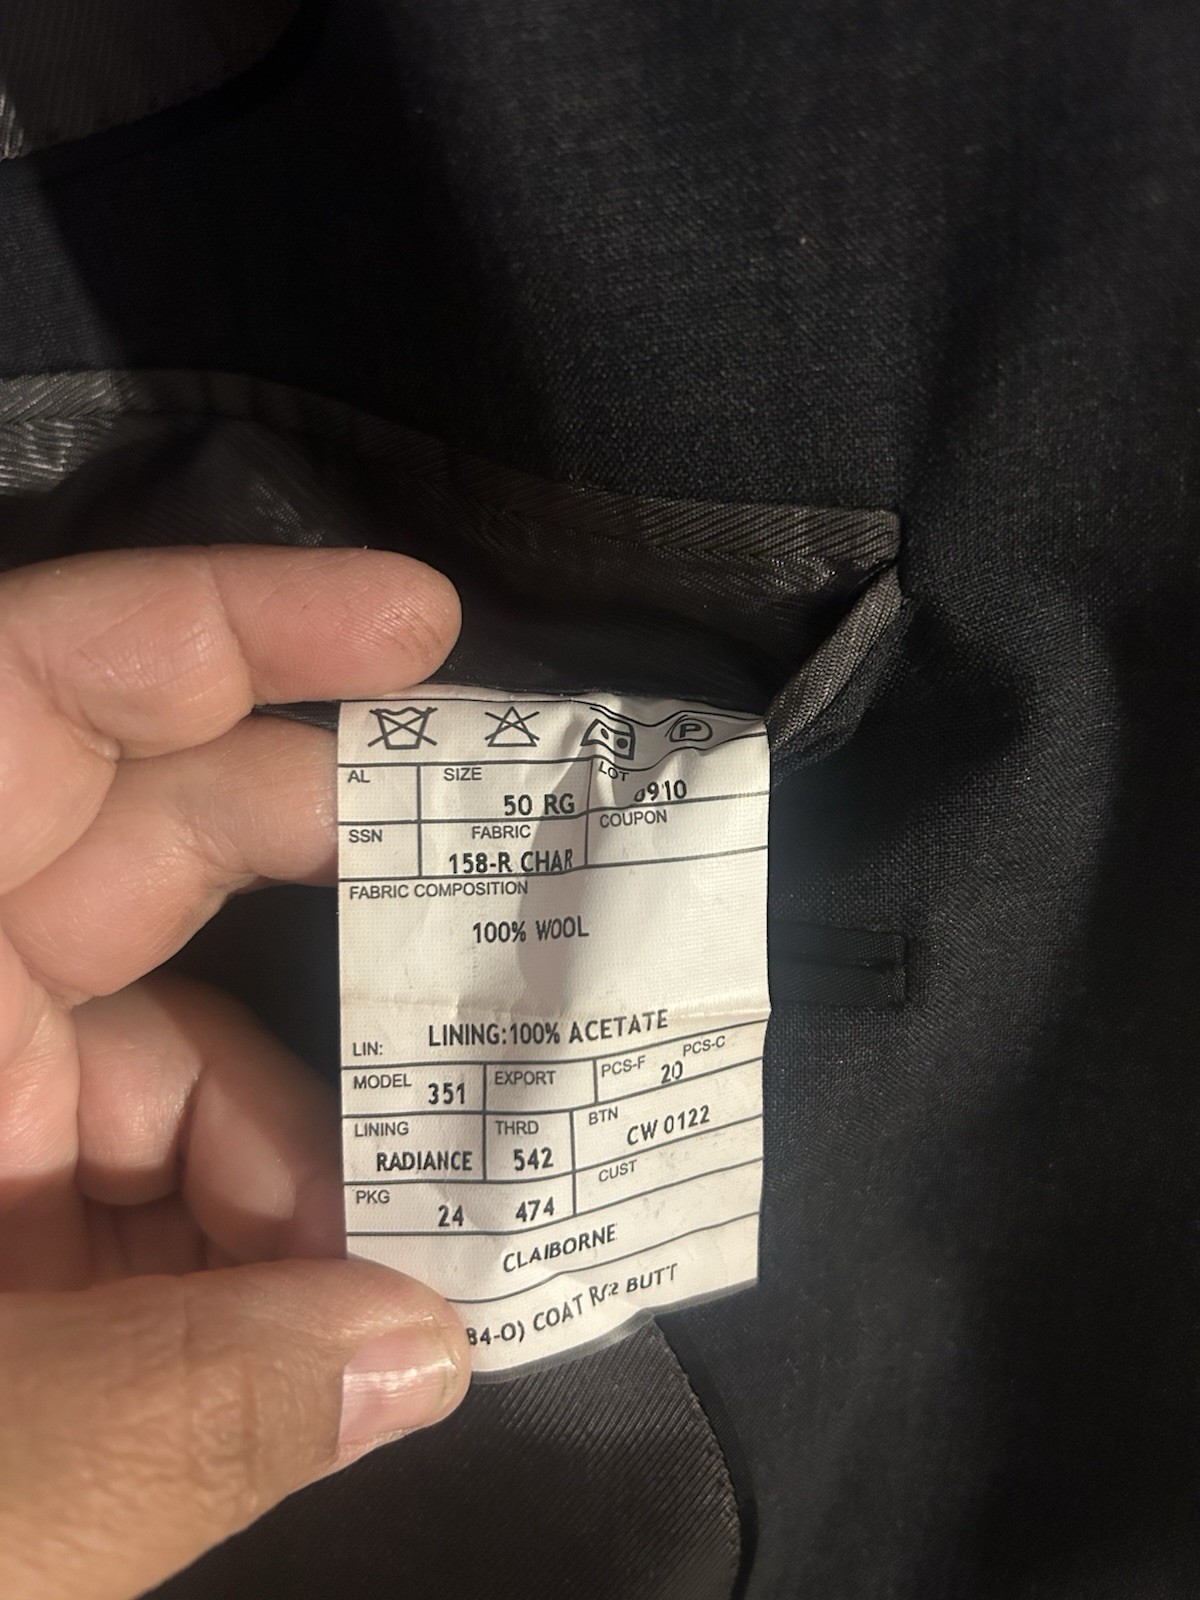 P
AL SIZE LOT
50 RG 0910
SSN FABRIC COUPON
158-R CHAR
FABRIC COMPOSITION
100% WOOL
LIN: LINING:100% ACETATE
MODEL 351 EXPORT PCS-F 20 PCS-C
LINING THRD BTN
RADIANCE 542 CW 0122
PKG CUST
24 474
CLAIBORNE
84-O) COAT R/2 BUTT